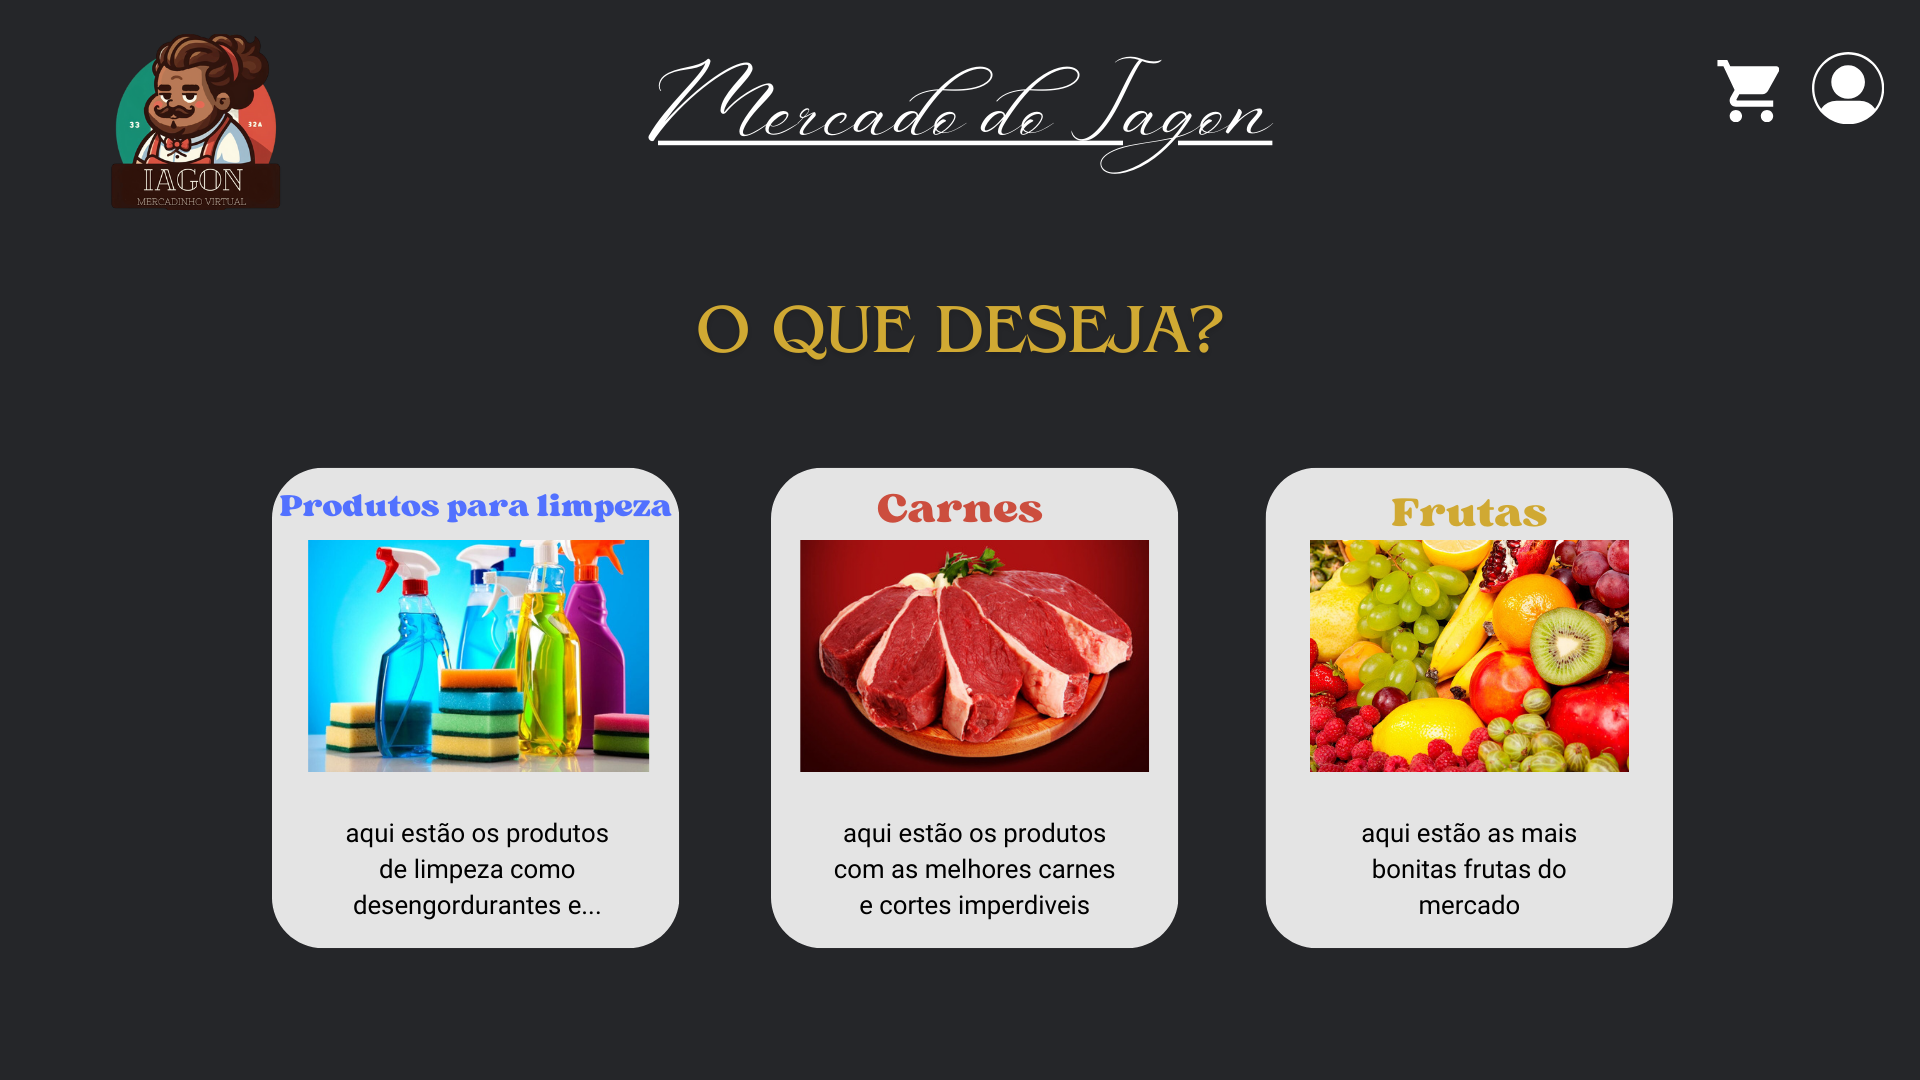 33
33A
IAGON
MERCADINHO VIRTUAL
Mercado do Iagon
O QUE DESEJA?
Produtos para limpeza
aqui estão os produtos
de limpeza como
desengordurantes e...
Carnes
aqui estão os produtos
com as melhores carnes
e cortes imperdiveis
Frutas
aqui estão as mais
bonitas frutas do
mercado